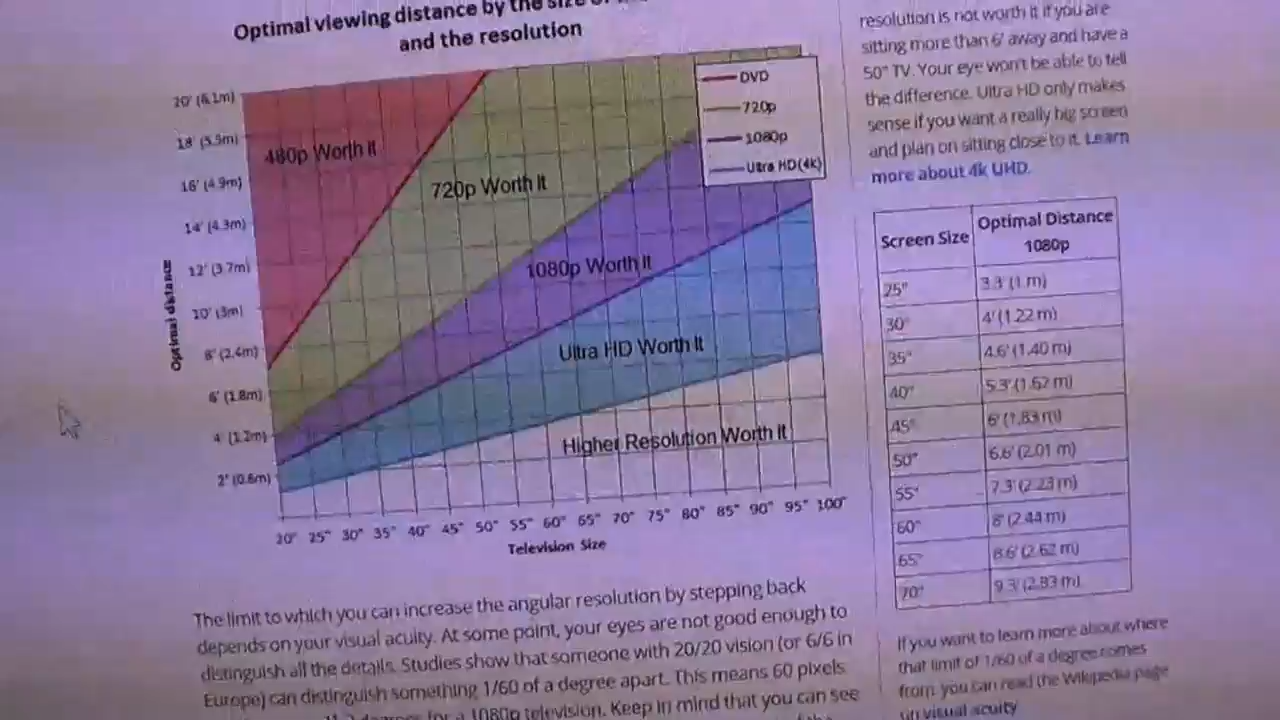 Optimal viewing distance by the size of
and the resolution
20' (6.1m)
18' (5.5m)
16' (4.9m)
14' (4.3m)
12' (3.7m)
10' (3m)
8' (2.4m)
6' (1.8m)
4' (1.2m)
2' (0.6m)
Optimal distance
480p Worth It
720p Worth It
1080p Worth It
Ultra HD Worth It
Higher Resolution Worth It
DVD
720p
1080p
Ultra HD(4k)
20" 25" 30" 35" 40" 45" 50" 55" 60" 65" 70" 75" 80" 85" 90" 95" 100"
Television Size
The limit to which you can increase the angular resolution by stepping back
depends on your visual acuity. At some point, your eyes are not good enough to
distinguish all the details. Studies show that someone with 20/20 vision (or 6/6 in
Europe) can distinguish something 1/60 of a degree apart. This means 60 pixels
for a 1080p television. Keep in mind that you can see
resolution is not worth it if you are
sitting more than 6' away and have a
50" TV. Your eye won't be able to tell
the difference. Ultra HD only makes
sense if you want a really big screen
and plan on sitting close to it. Learn
more about 4k UHD.
Screen Size Optimal Distance
1080p
25" 3.3' (1 m)
30" 4' (1.22 m)
35" 4.6' (1.40 m)
40" 5.3' (1.62 m)
45" 6' (1.83 m)
50" 6.6' (2.01 m)
55" 7.3' (2.23 m)
60" 8' (2.44 m)
65" 8.6' (2.62 m)
70" 9.3' (2.83 m)
If you want to learn more about where
that limit of 1/60 of a degree comes
from, you can read the Wikipedia page
on visual acuity